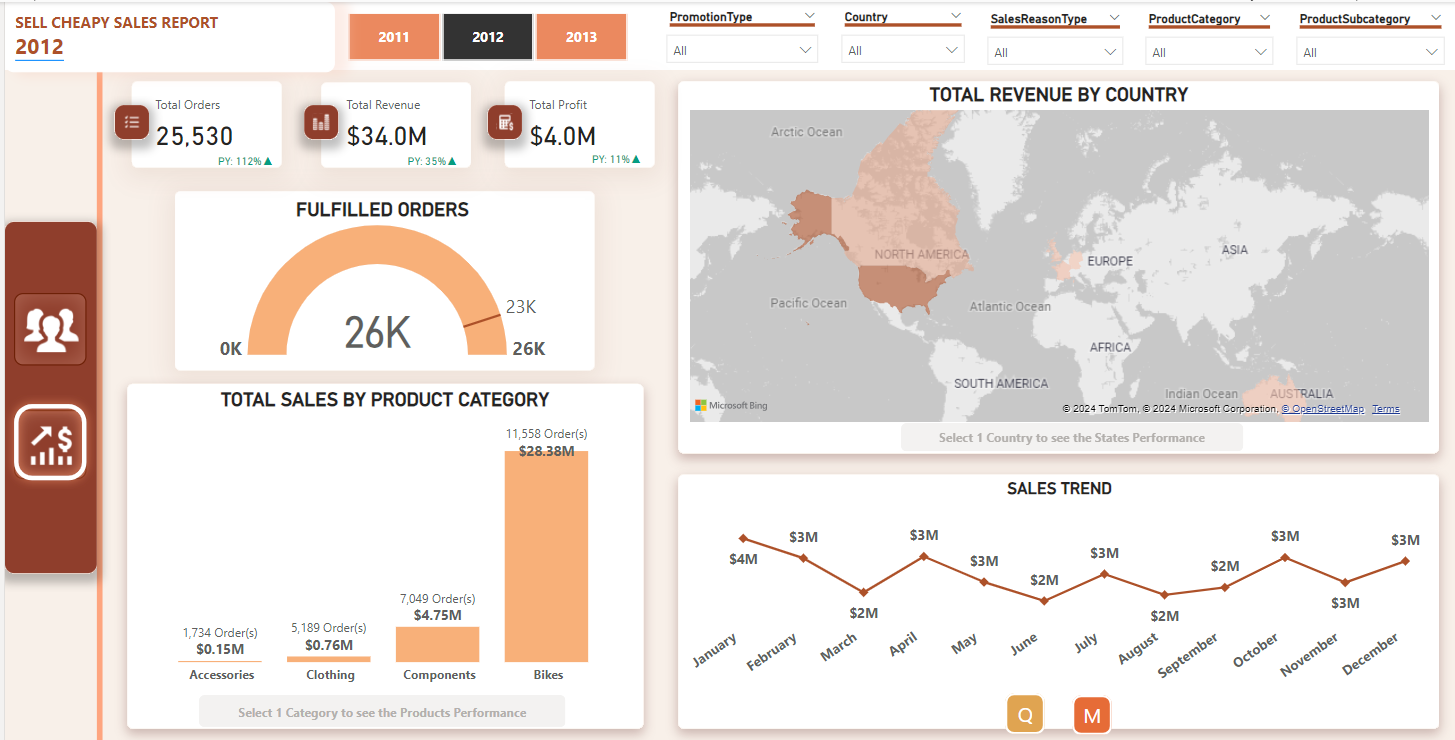 SELL CHEAPY SALES REPORT
2012
2011
2012
2013
PromotionType
All
Country
All
SalesReasonType
All
ProductCategory
All
ProductSubcategory
All
Total Orders
25,530
PY: 112%▲
Total Revenue
$34.0M
PY: 35%▲
Total Profit
$4.0M
PY: 11%▲
FULFILLED ORDERS
23K
26K
0K
26K
TOTAL SALES BY PRODUCT CATEGORY
11,558 Order(s)
$28.38M
7,049 Order(s)
$4.75M
5,189 Order(s)
$0.76M
1,734 Order(s)
$0.15M
Accessories
Clothing
Components
Bikes
Select 1 Category to see the Products Performance
TOTAL REVENUE BY COUNTRY
Arctic Ocean
NORTH AMERICA
EUROPE
ASIA
Pacific Ocean
Atlantic Ocean
AFRICA
SOUTH AMERICA
Indian Ocean
AUSTRALIA
Microsoft Bing
© 2024 TomTom, © 2024 Microsoft Corporation, © OpenStreetMap Terms
Select 1 Country to see the States Performance
SALES TREND
$4M
$3M
$2M
$3M
$3M
$2M
$3M
$2M
$2M
$3M
$3M
$3M
January
February
March
April
May
June
July
August
September
October
November
December
Q
M